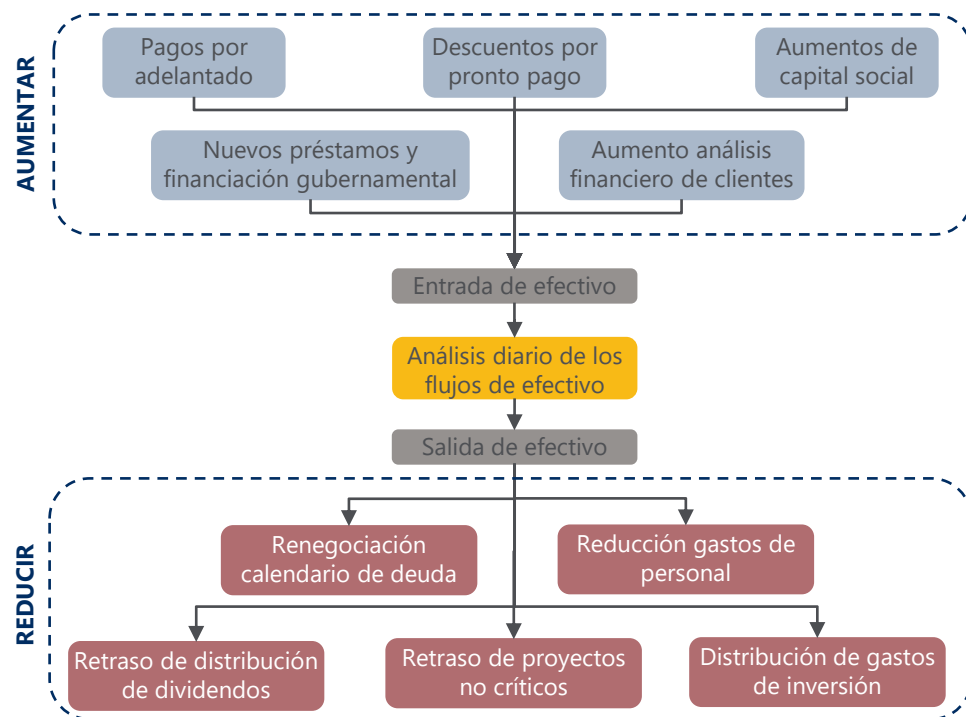 AUMENTAR
Pagos por
adelantado
Descuentos por
pronto pago
Aumentos de
capital social
Nuevos préstamos y
financiación gubernamental
Aumento análisis
financiero de clientes
Entrada de efectivo
Análisis diario de los
flujos de efectivo
Salida de efectivo
REDUCIR
Renegociación
calendario de deuda
Reducción gastos de
personal
Retraso de distribución
de dividendos
Retraso de proyectos
no críticos
Distribución de gastos
de inversión